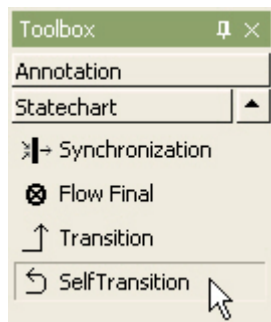 Toolbox
Annotation
Statechart
Synchronization
Flow Final
Transition
SelfTransition